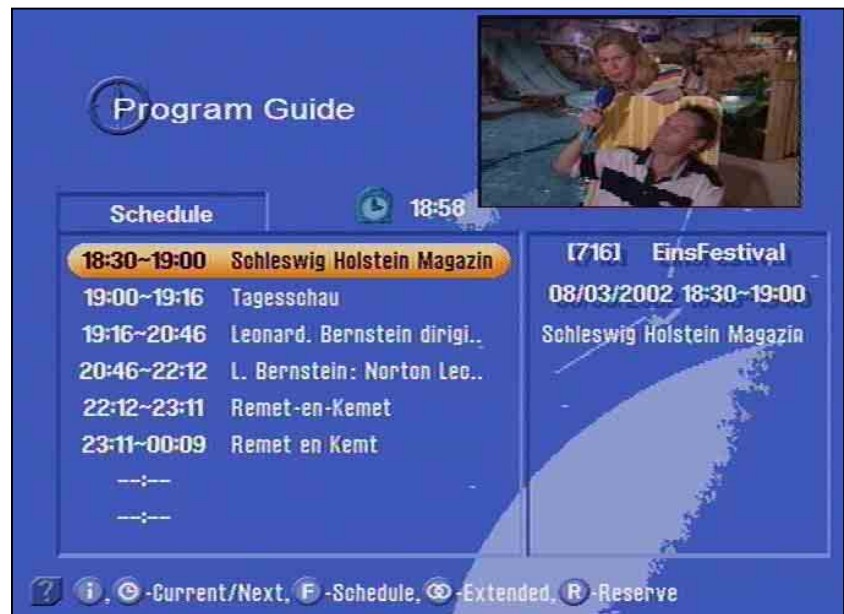 Program Guide
Schedule
18:58
18:30~19:00 Schleswig Holstein Magazin
19:00~19:16 Tagesschau
19:16~20:46 Leonard. Bernstein dirigi..
20:46~22:12 L. Bernstein: Norton Lec..
22:12~23:11 Remet-en-Kemet
23:11~00:09 Remet en Kemt
--:--
--:--
[716] EinsFestival
08/03/2002 18:30~19:00
Schleswig Holstein Magazin
? i, -Current/Next, F -Schedule, -Extended, R -Reserve